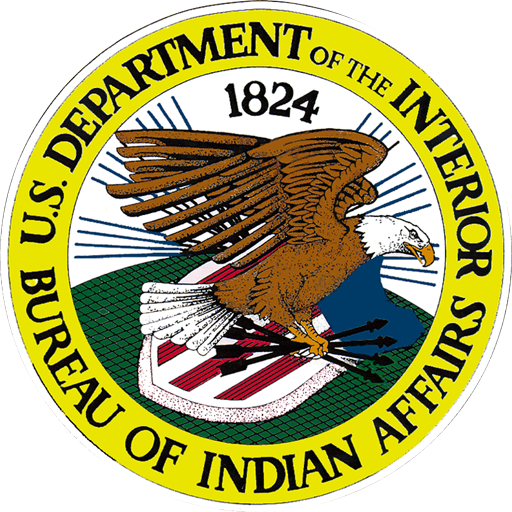 U.S. DEPARTMENT OF THE INTERIOR
1824
BUREAU OF INDIAN AFFAIRS